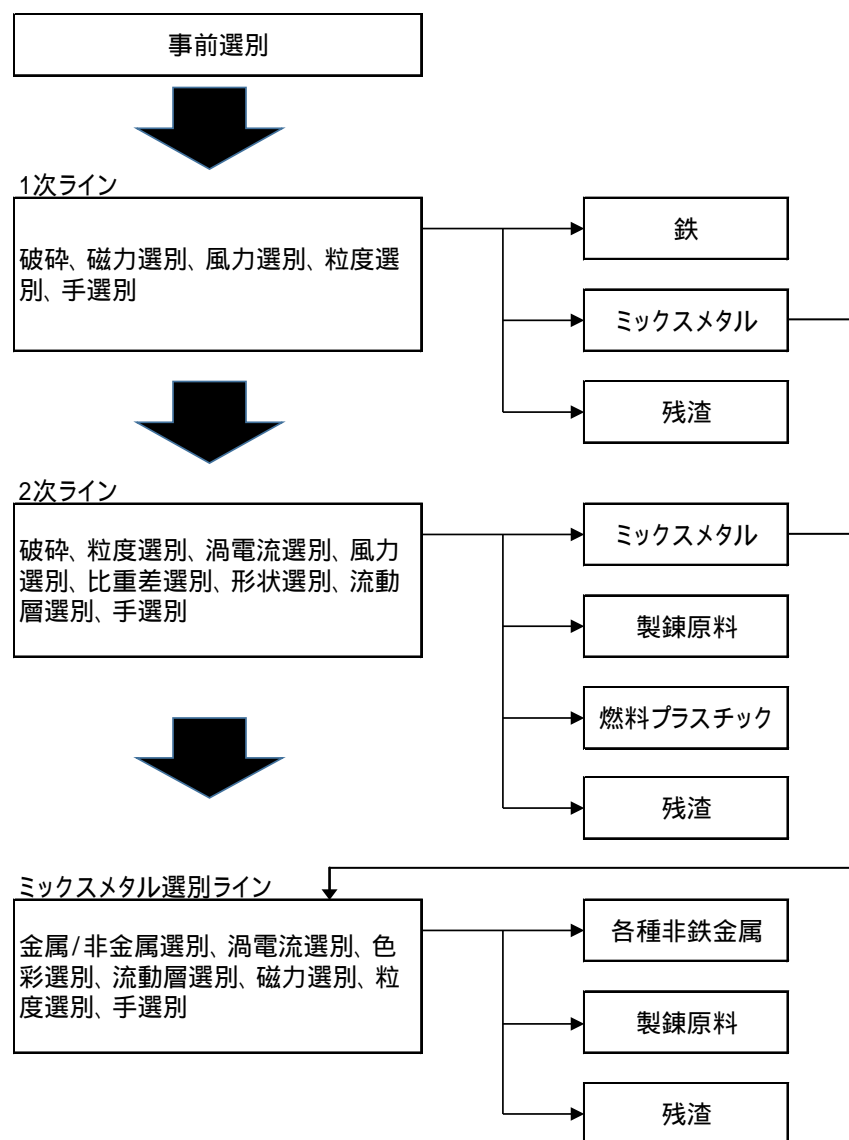 事前選別
1次ライン
破砕、磁力選別、風力選別、粒度選
別、手選別
鉄
ミックスメタル
残渣
2次ライン
破砕、粒度選別、渦電流選別、風力
選別、比重差選別、形状選別、流動
層選別、手選別
ミックスメタル
製錬原料
燃料プラスチック
残渣
ミックスメタル選別ライン
金属/非金属選別、渦電流選別、色
彩選別、流動層選別、磁力選別、粒
度選別、手選別
各種非鉄金属
製錬原料
残渣